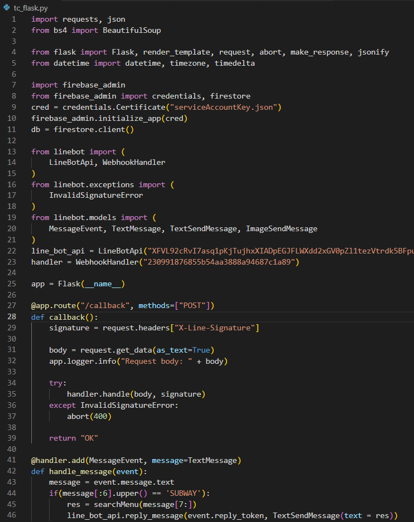 tc_flask.py
1 import requests, json
2 from bs4 import BeautifulSoup
3
4 from flask import Flask, render_template, request, abort, make_response, jsonify
5 from datetime import datetime, timezone, timedelta
6
7 import firebase_admin
8 from firebase_admin import credentials, firestore
9 cred = credentials.Certificate("serviceAccountKey.json")
10 firebase_admin.initialize_app(cred)
11 db = firestore.client()
12
13 from linebot import (
14     LineBotApi, WebhookHandler
15 )
16 from linebot.exceptions import (
17     InvalidSignatureError
18 )
19 from linebot.models import (
20     MessageEvent, TextMessage, TextSendMessage, ImageSendMessage
21 )
22 line_bot_api = LineBotApi("
23 handler = WebhookHandler("230991876855b54aa3888a94687c1a89")
24
25 app = Flask(__name__)
26
27 @app.route("/callback", methods=["POST"])
28 def callback():
29     signature = request.headers["X-Line-Signature"]
30
31     body = request.get_data(as_text=True)
32     app.logger.info("Request body: " + body)
33
34     try:
35         handler.handle(body, signature)
36     except InvalidSignatureError:
37         abort(400)
38
39     return "OK"
40
41 @handler.add(MessageEvent, message=TextMessage)
42 def handle_message(event):
43     message = event.message.text
44     if(message[:6].upper() == 'SUBWAY'):
45         res = searchMenu(message[7:])
46         line_bot_api.reply_message(event.reply_token, TextSendMessage(text = res))